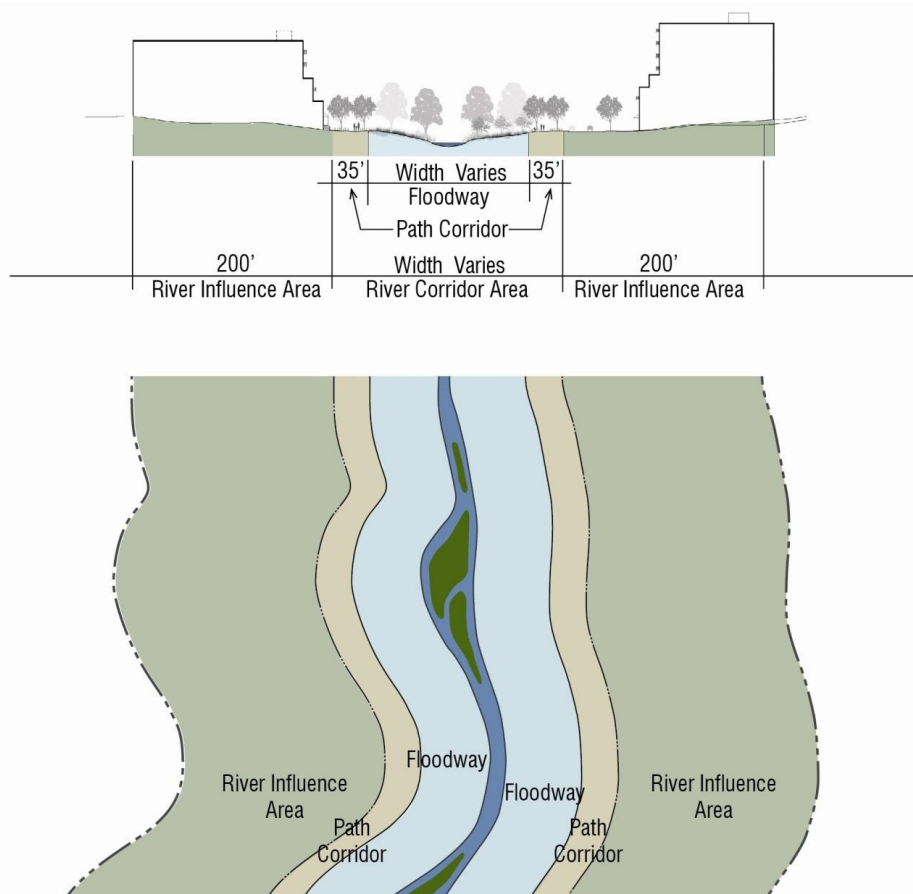 35' Width Varies 35'
Floodway
Path Corridor
200' Width Varies 200'
River Influence Area River Corridor Area River Influence Area
Floodway
River Influence
Area
Floodway
River Influence
Area
Path
Corridor
Path
Corridor